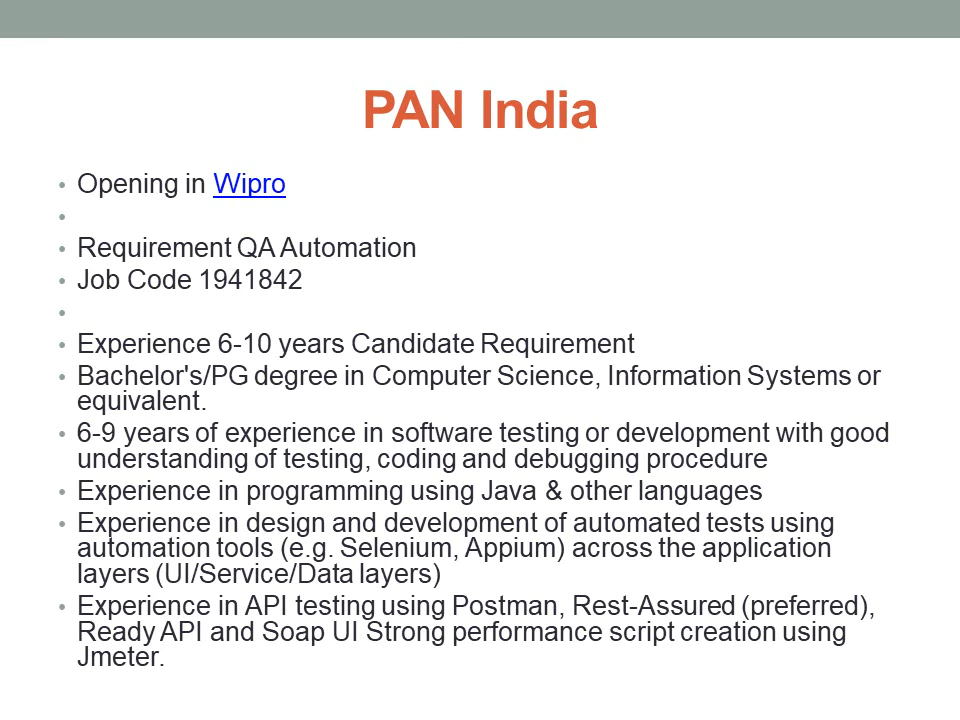 PAN India
• Opening in Wipro
•
• Requirement QA Automation
• Job Code 1941842
•
• Experience 6-10 years Candidate Requirement
• Bachelor's/PG degree in Computer Science, Information Systems or
equivalent.
• 6-9 years of experience in software testing or development with good
understanding of testing, coding and debugging procedure
• Experience in programming using Java & other languages
• Experience in design and development of automated tests using
automation tools (e.g. Selenium, Appium) across the application
layers (UI/Service/Data layers)
• Experience in API testing using Postman, Rest-Assured (preferred),
Ready API and Soap UI Strong performance script creation using
Jmeter.